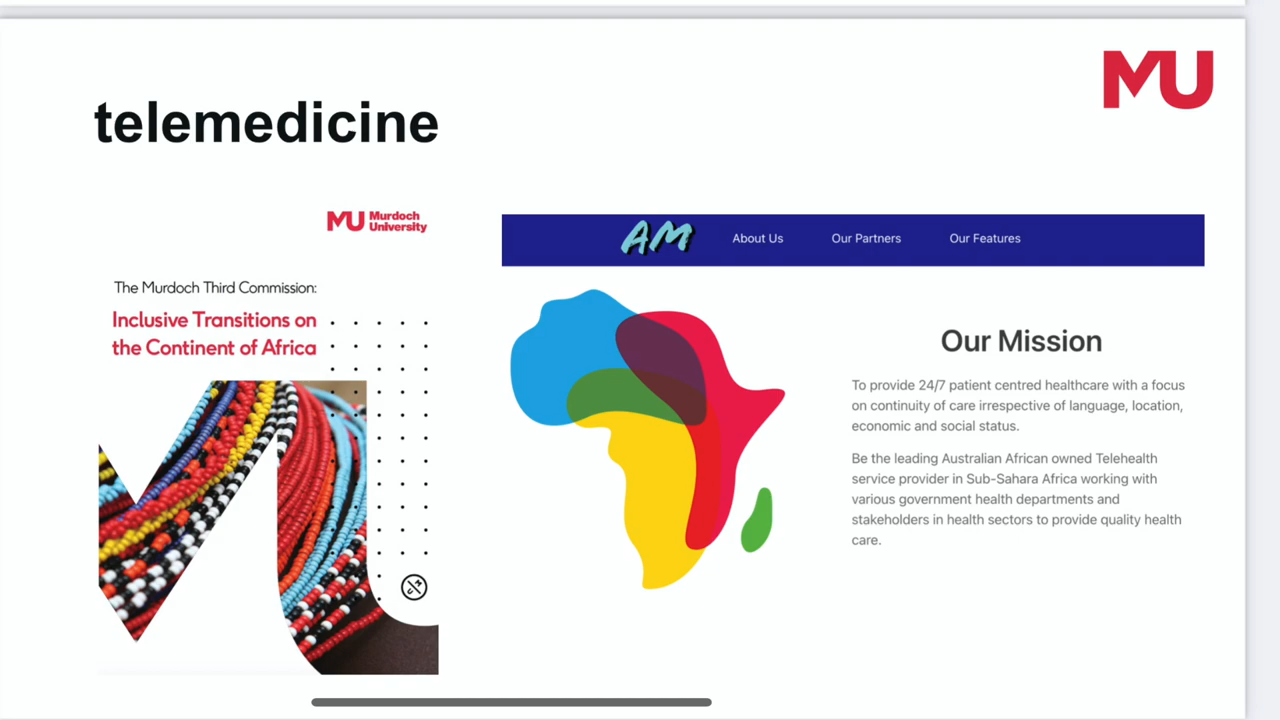 MU
telemedicine
MU Murdoch
University
The Murdoch Third Commission:
Inclusive Transitions on
the Continent of Africa
AM About Us Our Partners Our Features
Our Mission
To provide 24/7 patient centred healthcare with a focus
on continuity of care irrespective of language, location,
economic and social status.
Be the leading Australian African owned Telehealth
service provider in Sub-Sahara Africa working with
various government health departments and
stakeholders in health sectors to provide quality health
care.